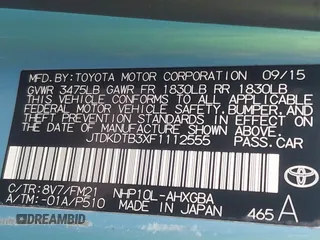 MFD.BY:TOYOTA MOTOR CORPORATION 09/15
GVWR 3475LB GAWR FR 1830LB RR 1830LB
THIS VEHICLE CONFORMS TO ALL APPLICABLE
FEDERAL MOTOR VEHICLE SAFETY, BUMPER, AND
THEFT PREVENTION STANDARDS IN EFFECT ON
THE DATE OF MANUFACTURE SHOWN ABOVE.
JTDKDTB3XF1112555 PASS.CAR
C/TR:8V7/FM21 NHP10L-AHXGBA
A/TM:-01A/P510 MADE IN JAPAN 465 A
TOYOTA
DREAMBID